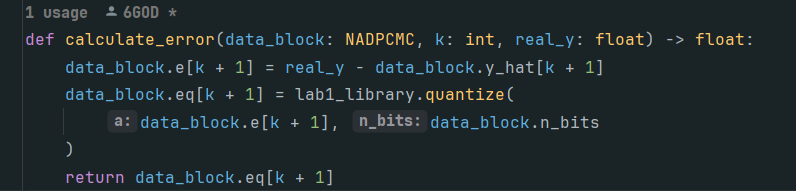 1 usage 6GOD *
def calculate_error(data_block: NADPCMC, k: int, real_y: float) -> float:
    data_block.e[k + 1] = real_y - data_block.y_hat[k + 1]
    data_block.eq[k + 1] = lab1_library.quantize(
        a: data_block.e[k + 1], n_bits: data_block.n_bits
    )
    return data_block.eq[k + 1]